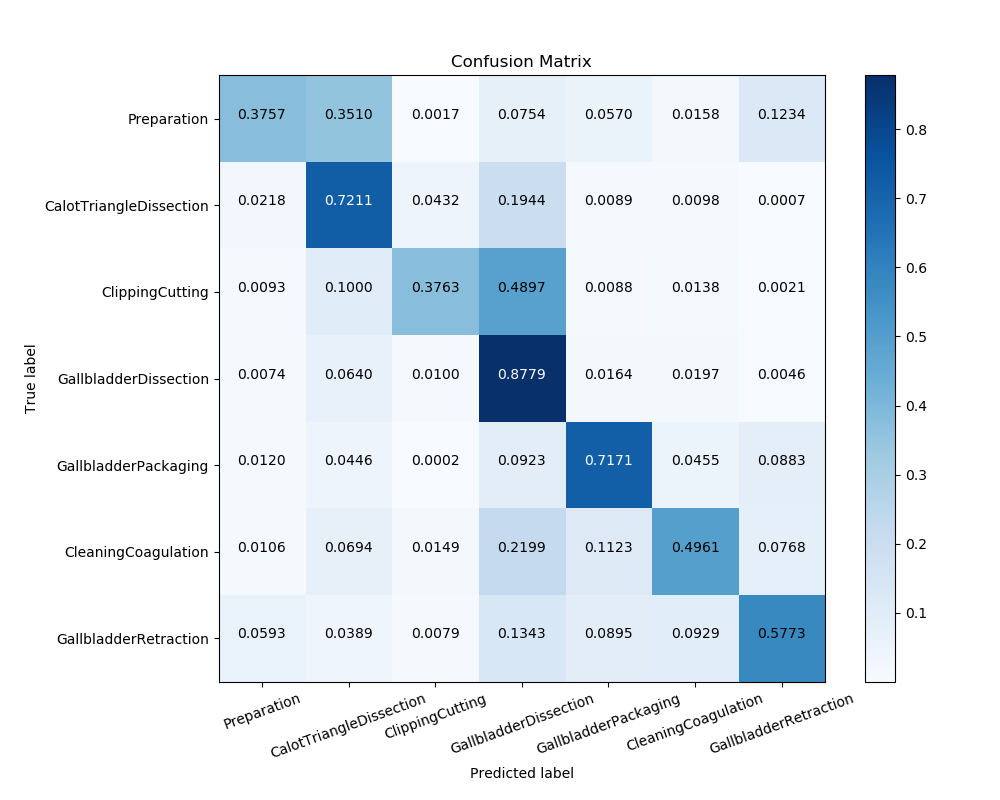 Confusion Matrix
Preparation 0.3757 0.3510 0.0017 0.0754 0.0570 0.0158 0.1234
CalotTriangleDissection 0.0218 0.7211 0.0432 0.1944 0.0089 0.0098 0.0007
ClippingCutting 0.0093 0.1000 0.3763 0.4897 0.0088 0.0138 0.0021
GallbladderDissection 0.0074 0.0640 0.0100 0.8779 0.0164 0.0197 0.0046
GallbladderPackaging 0.0120 0.0446 0.0002 0.0923 0.7171 0.0455 0.0883
CleaningCoagulation 0.0106 0.0694 0.0149 0.2199 0.1123 0.4961 0.0768
GallbladderRetraction 0.0593 0.0389 0.0079 0.1343 0.0895 0.0929 0.5773
True label
Preparation
CalotTriangleDissection
ClippingCutting
GallbladderDissection
GallbladderPackaging
CleaningCoagulation
GallbladderRetraction
Predicted label
0.8
0.7
0.6
0.5
0.4
0.3
0.2
0.1